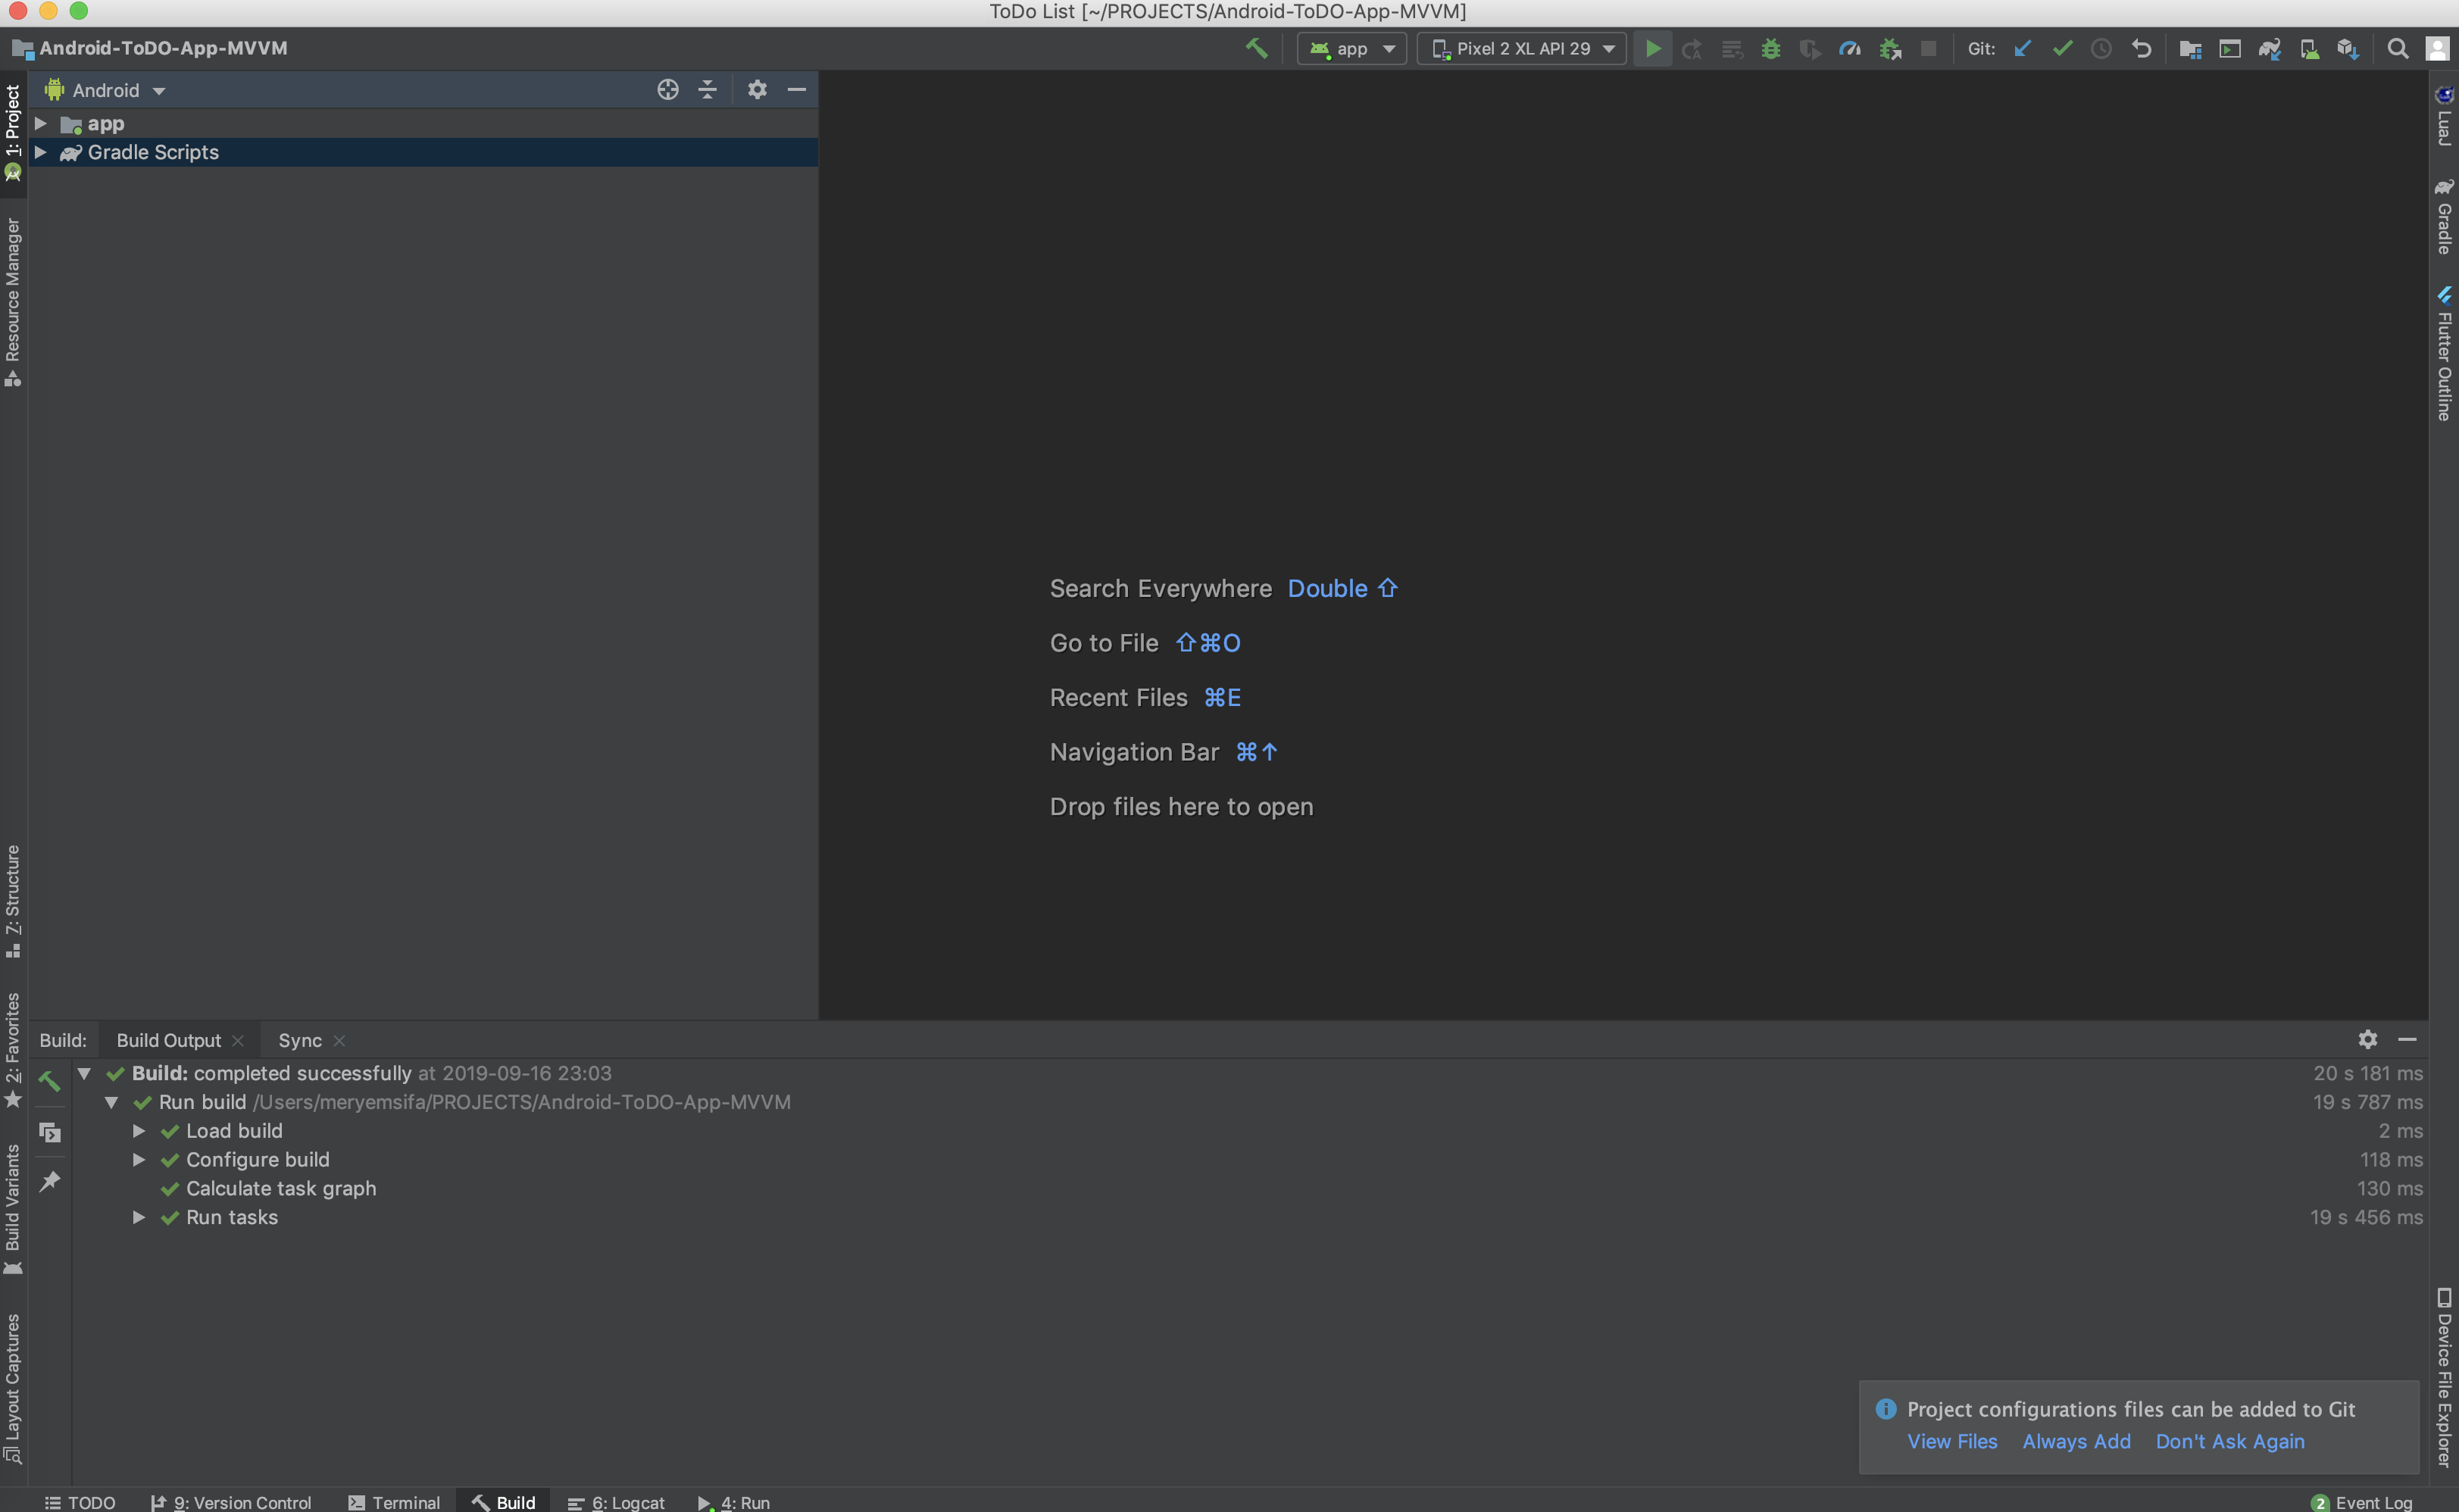 ToDo List [~/PROJECTS/Android-ToDO-App-MVVM]
Android-ToDO-App-MVVM
app
Pixel 2 XL API 29
Git:
Android
app
Gradle Scripts
1: Project
Resource Manager
7: Structure
2: Favorites
Build Variants
Layout Captures
Search Everywhere Double ⇧
Go to File ⇧⌘O
Recent Files ⌘E
Navigation Bar ⌘↑
Drop files here to open
LuaJ
Gradle
Flutter Outline
Device File Explorer
Build: Build Output Sync
Build: completed successfully at 2019-09-16 23:03 20 s 181 ms
Run build /Users/meryemsifa/PROJECTS/Android-ToDO-App-MVVM 19 s 787 ms
Load build 2 ms
Configure build 118 ms
Calculate task graph 130 ms
Run tasks 19 s 456 ms
Project configurations files can be added to Git
View Files Always Add Don't Ask Again
TODO 9: Version Control Terminal Build 6: Logcat 4: Run 2 Event Log